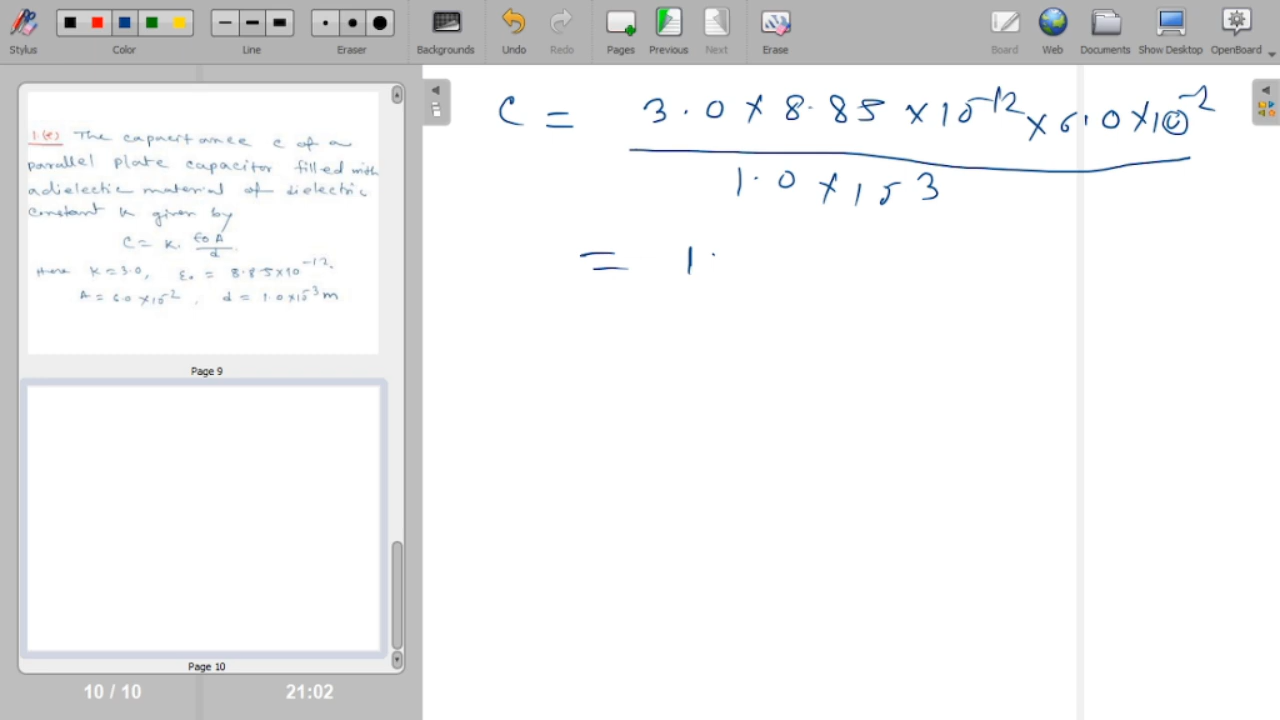 Stylus Color Line Eraser Backgrounds Undo Redo Pages Previous Next Erase Board Web Documents Show Desktop OpenBoard
1(e) The capacitance c of a
parallel plate capacitor filled with
a dielectic material of dielectric
constant k given by
C = K. ε0 A / d.
Here K = 3.0, ε0 = 8.85×10⁻¹².
A = 6.0 ×10⁻², d = 1.0×10⁻³ m
Page 9
Page 10
10 / 10 21:02
C = 3.0 × 8.85 × 10⁻¹² × 6.0 × 10⁻²
1.0 × 10⁻³
= 1.